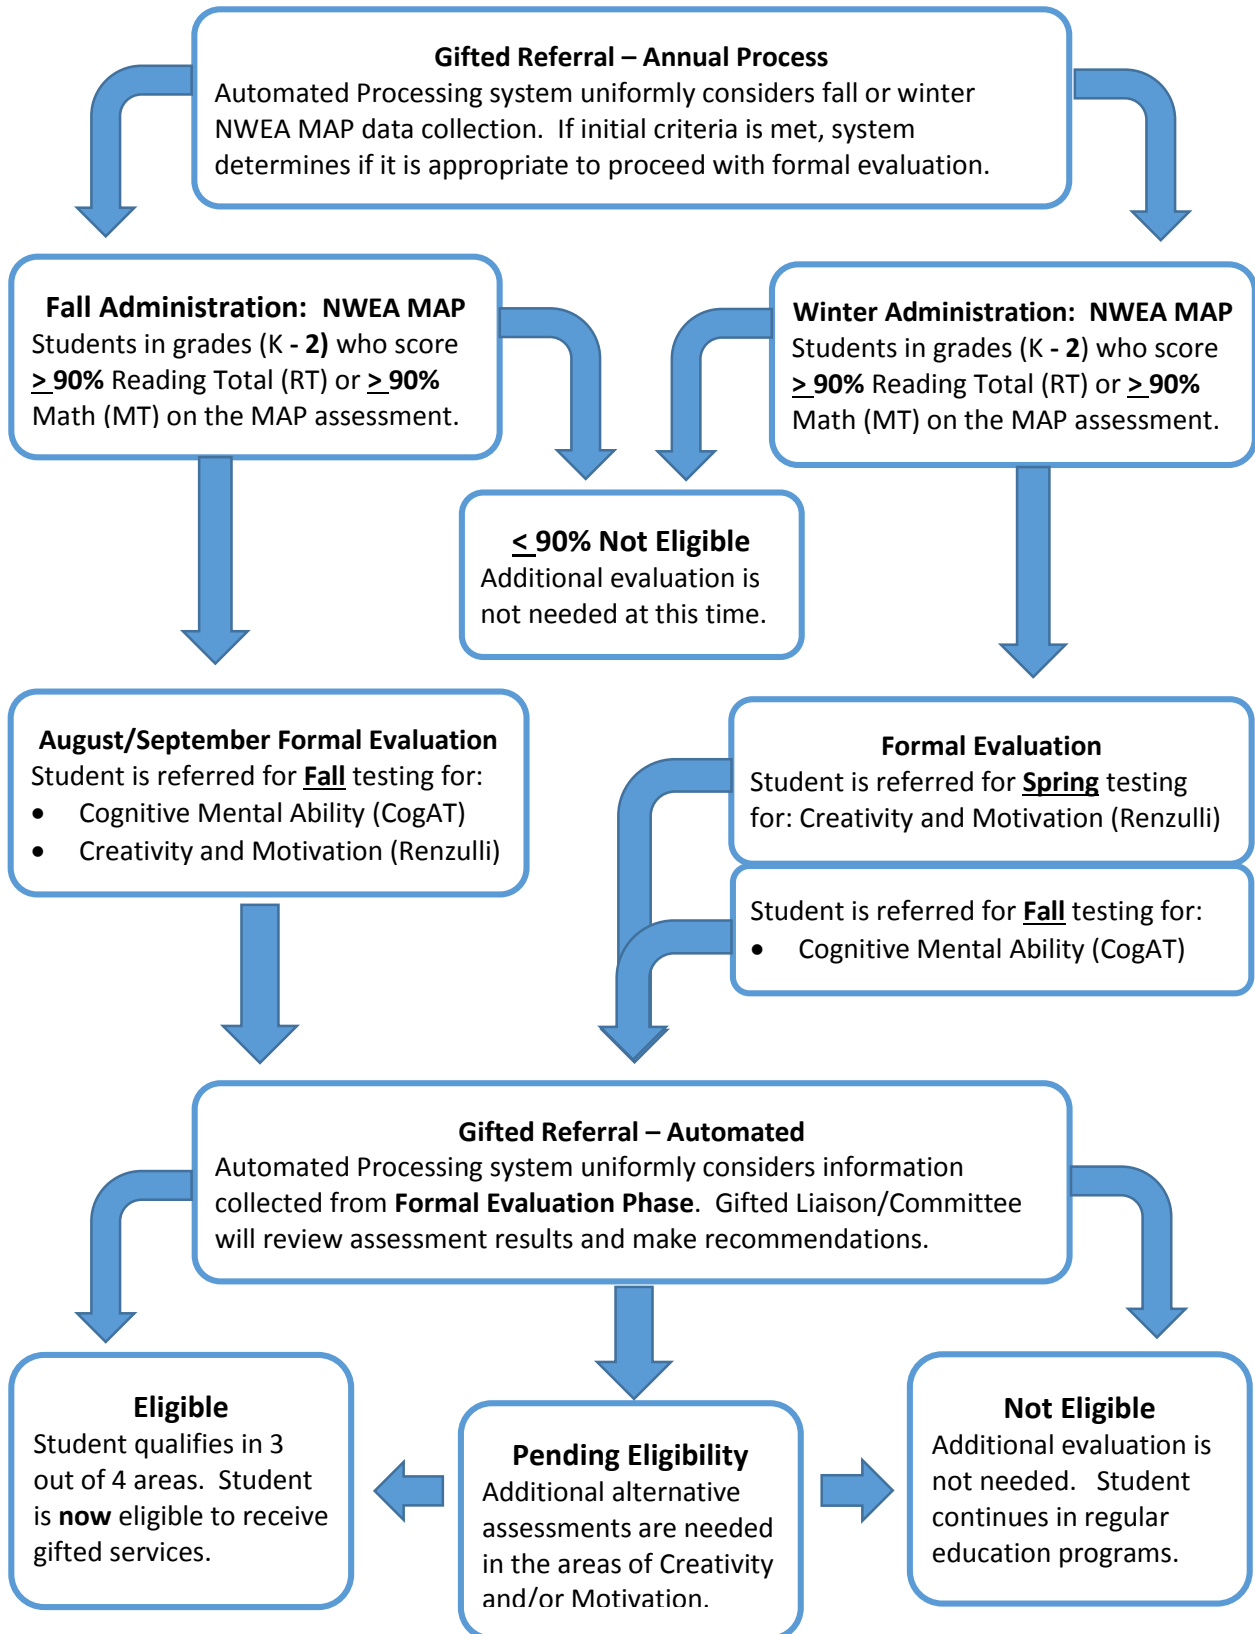 Gifted Referral – Annual Process
Automated Processing system uniformly considers fall or winter
NWEA MAP data collection.  If initial criteria is met, system
determines if it is appropriate to proceed with formal evaluation.
Fall Administration:  NWEA MAP
Students in grades (K - 2) who score
> 90% Reading Total (RT) or > 90%
Math (MT) on the MAP assessment.
Winter Administration:  NWEA MAP
Students in grades (K - 2) who score
> 90% Reading Total (RT) or > 90%
Math (MT) on the MAP assessment.
< 90% Not Eligible
Additional evaluation is
not needed at this time.
August/September Formal Evaluation
Student is referred for Fall testing for:
• Cognitive Mental Ability (CogAT)
• Creativity and Motivation (Renzulli)
Formal Evaluation
Student is referred for Spring testing
for: Creativity and Motivation (Renzulli)
Student is referred for Fall testing for:
• Cognitive Mental Ability (CogAT)
Gifted Referral – Automated
Automated Processing system uniformly considers information
collected from Formal Evaluation Phase.  Gifted Liaison/Committee
will review assessment results and make recommendations.
Eligible
Student qualifies in 3
out of 4 areas.  Student
is now eligible to receive
gifted services.
Pending Eligibility
Additional alternative
assessments are needed
in the areas of Creativity
and/or Motivation.
Not Eligible
Additional evaluation is
not needed.   Student
continues in regular
education programs.